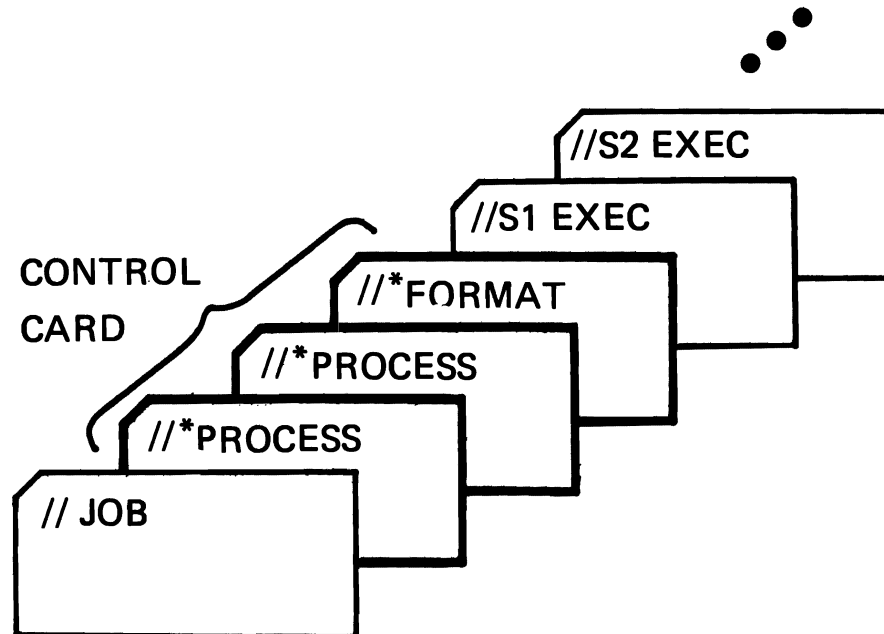 //S2 EXEC
//S1 EXEC
CONTROL
CARD
//*FORMAT
//*PROCESS
//*PROCESS
// JOB